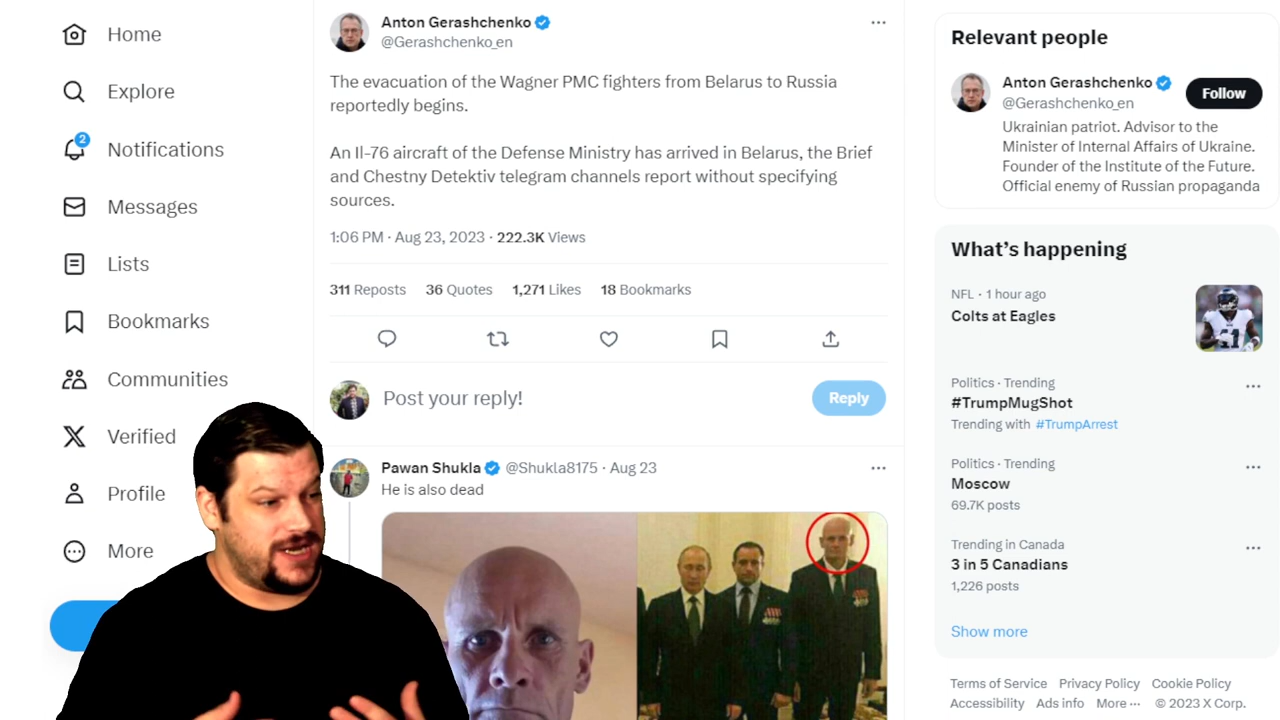 Home
Explore
2
Notifications
Messages
Lists
Bookmarks
Communities
Verified
Profile
More
Anton Gerashchenko
@Gerashchenko_en
The evacuation of the Wagner PMC fighters from Belarus to Russia
reportedly begins.
An Il-76 aircraft of the Defense Ministry has arrived in Belarus, the Brief
and Chestny Detektiv telegram channels report without specifying
sources.
1:06 PM · Aug 23, 2023 · 222.3K Views
311 Reposts 36 Quotes 1,271 Likes 18 Bookmarks
Post your reply!
Reply
Pawan Shukla @Shukla8175 · Aug 23
He is also dead
Relevant people
Anton Gerashchenko
@Gerashchenko_en
Follow
Ukrainian patriot. Advisor to the
Minister of Internal Affairs of Ukraine.
Founder of the Institute of the Future.
Official enemy of Russian propaganda
What's happening
NFL · 1 hour ago
Colts at Eagles
Politics · Trending
#TrumpMugShot
Trending with #TrumpArrest
Politics · Trending
Moscow
69.7K posts
Trending in Canada
3 in 5 Canadians
1,226 posts
Show more
Terms of Service Privacy Policy Cookie Policy
Accessibility Ads info More ··· © 2023 X Corp.